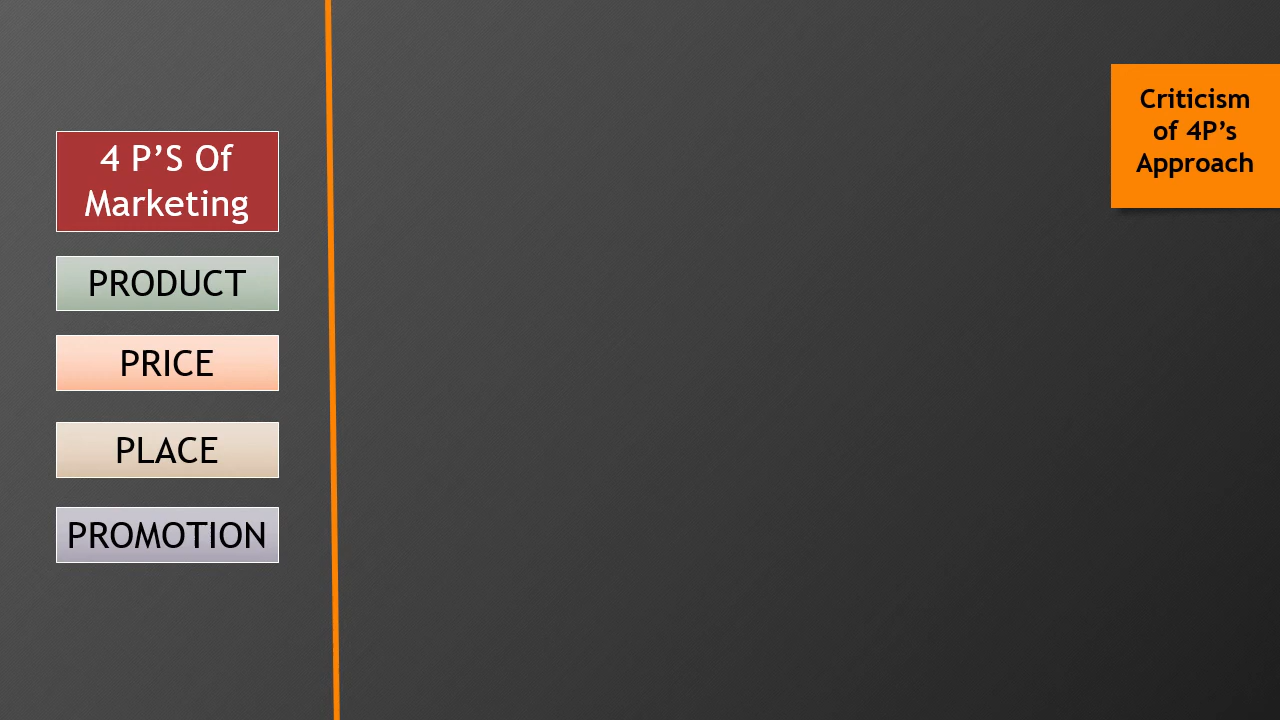 4 P’S Of
Marketing
PRODUCT
PRICE
PLACE
PROMOTION
Criticism
of 4P’s
Approach